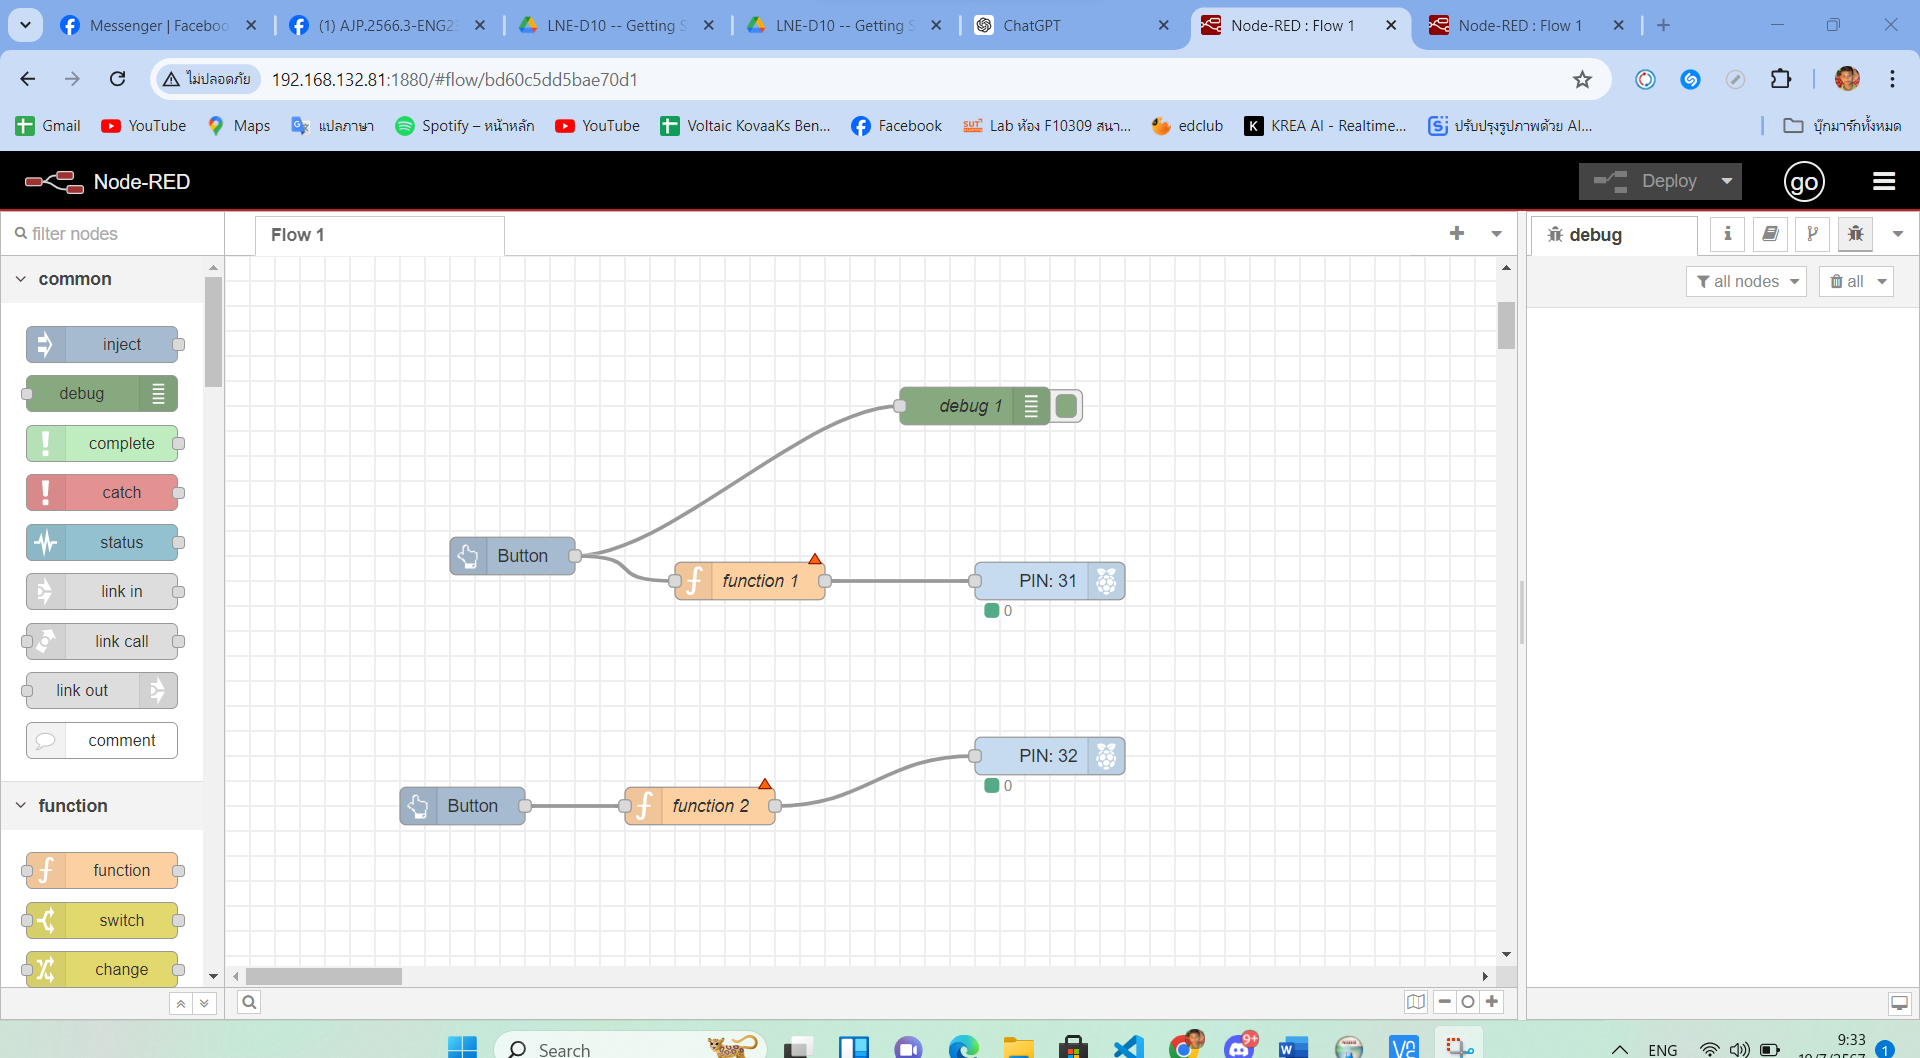 Messenger | Faceboo
(1) AJP.2566.3-ENG23
LNE-D10 -- Getting S
LNE-D10 -- Getting S
ChatGPT
Node-RED : Flow 1
Node-RED : Flow 1
ไม่ปลอดภัย
192.168.132.81:1880/#flow/bd60c5dd5bae70d1
Gmail
YouTube
Maps
แปลภาษา
Spotify – หน้าหลัก
YouTube
Voltaic KovaaKs Ben...
Facebook
SUT
Lab ห้อง F10309 สนา...
edclub
K
KREA AI - Realtime...
ปรับปรุงรูปภาพด้วย AI...
บุ๊กมาร์กทั้งหมด
Node-RED
Deploy
go
filter nodes
Flow 1
debug
all nodes
all
common
inject
debug
complete
catch
status
link in
link call
link out
comment
function
function
switch
change
debug 1
Button
function 1
PIN: 31
0
PIN: 32
0
Button
function 2
Search
9+
ENG
9:33
1